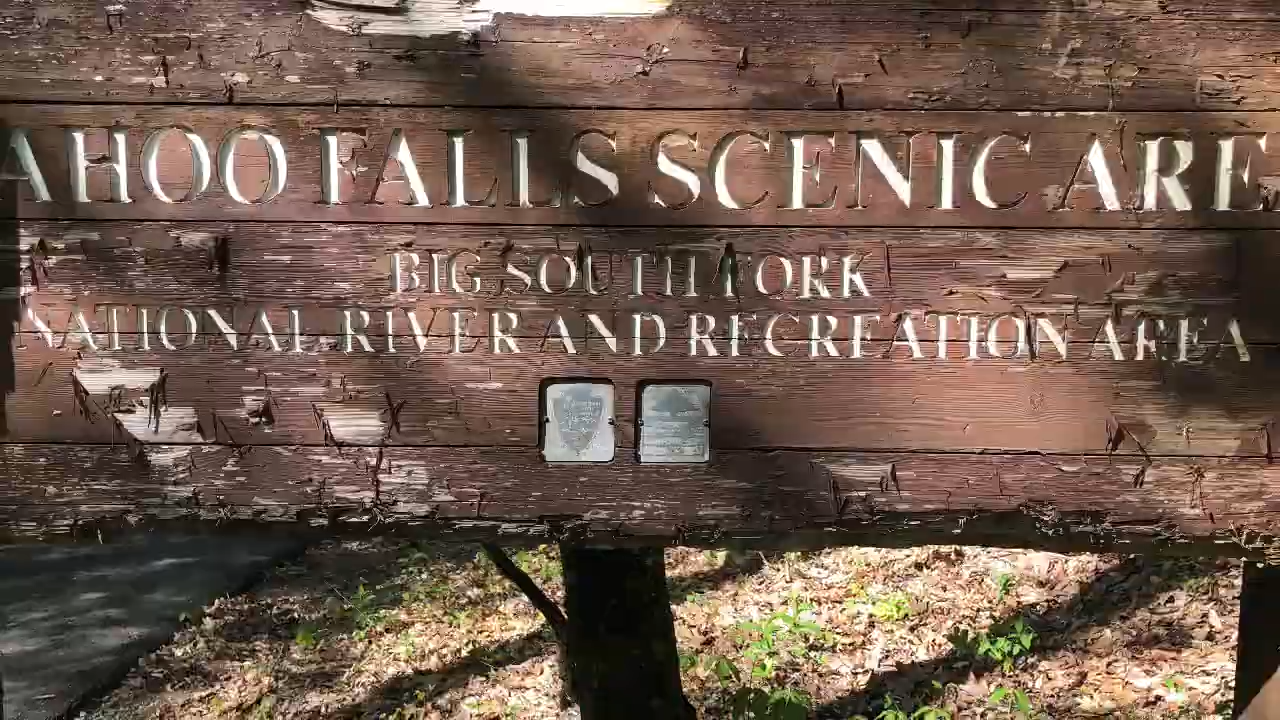 AHOO FALLS SCENIC ARE
BIG SOUTH FORK
NATIONAL RIVER AND RECREATION AREA